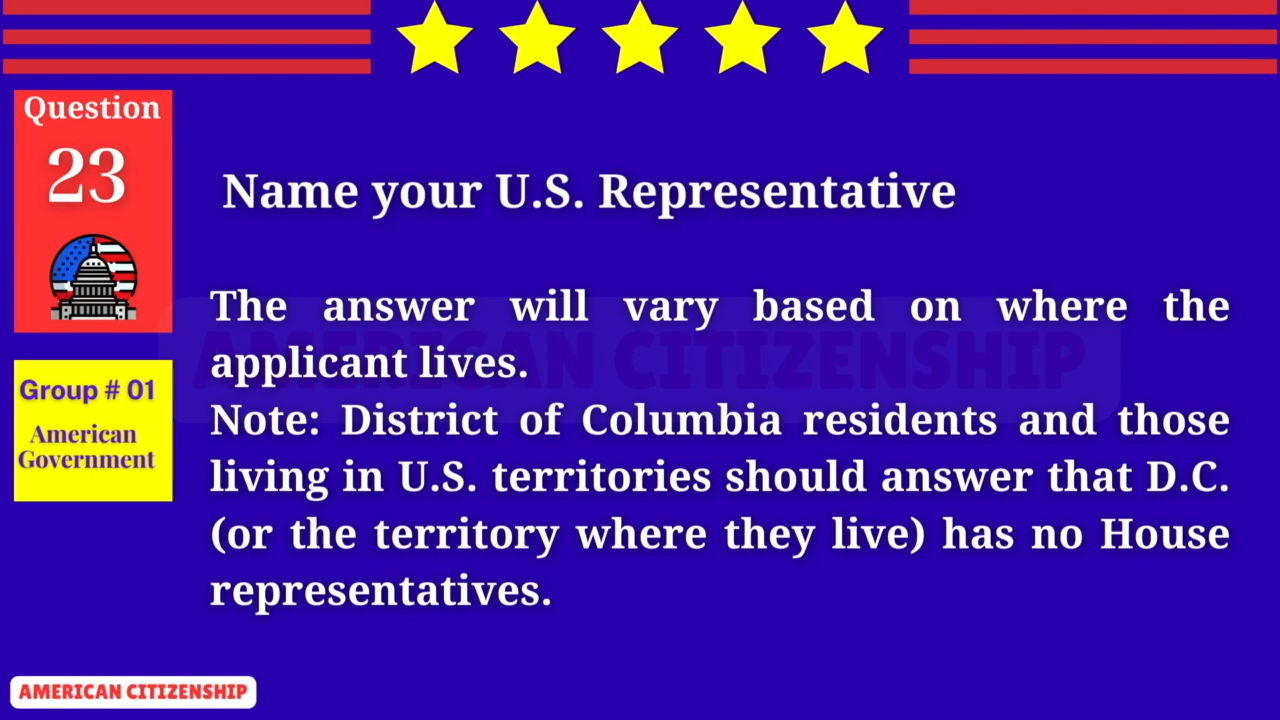 Question
23
Name your U.S. Representative
The answer will vary based on where the
applicant lives.
Note: District of Columbia residents and those
living in U.S. territories should answer that D.C.
(or the territory where they live) has no House
representatives.
Group # 01
American
Government
AMERICAN CITIZENSHIP
AMERICAN CITIZENSHIP